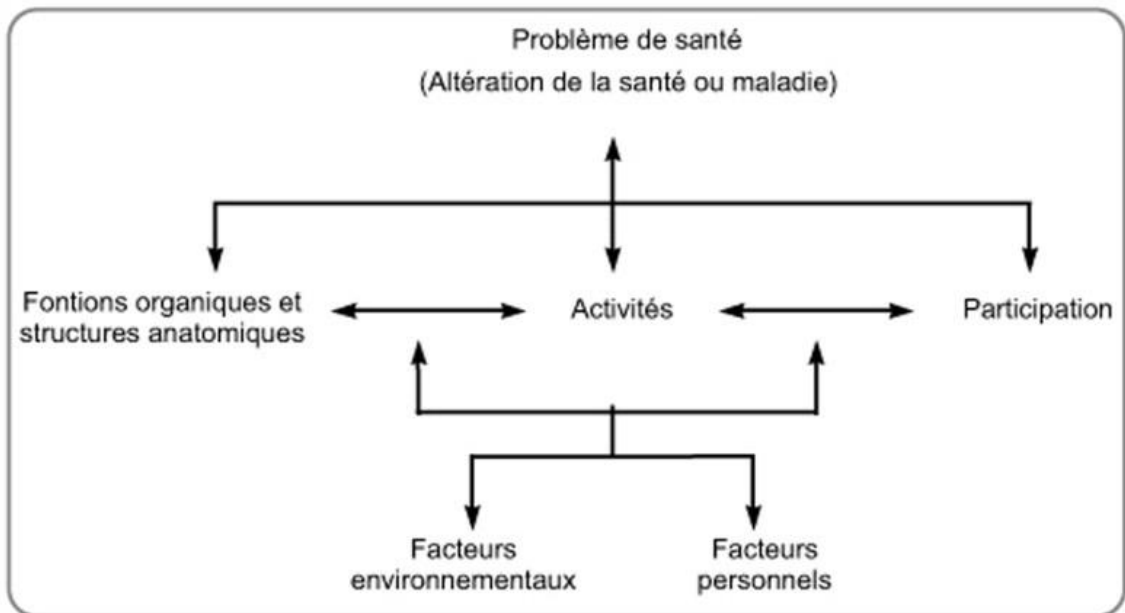 Problème de santé
(Altération de la santé ou maladie)
Fontions organiques et
structures anatomiques
Activités
Participation
Facteurs
environnementaux
Facteurs
personnels